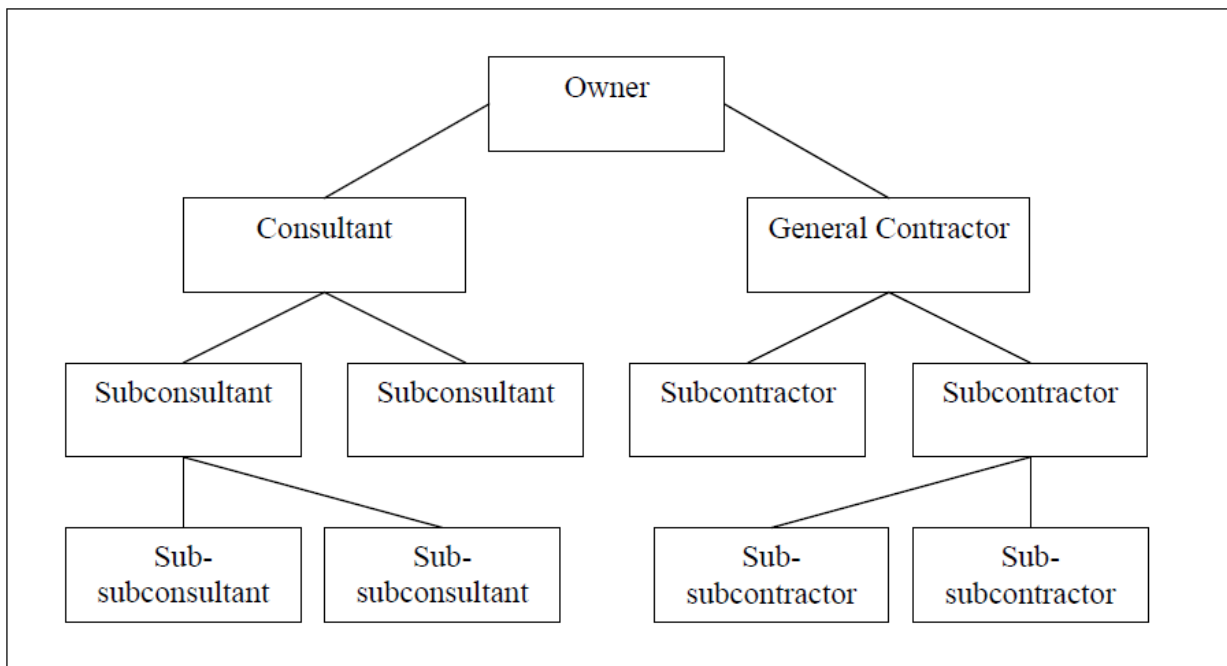 Owner
Consultant
General Contractor
Subconsultant
Subconsultant
Subcontractor
Subcontractor
Sub-
subconsultant
Sub-
subconsultant
Sub-
subcontractor
Sub-
subcontractor